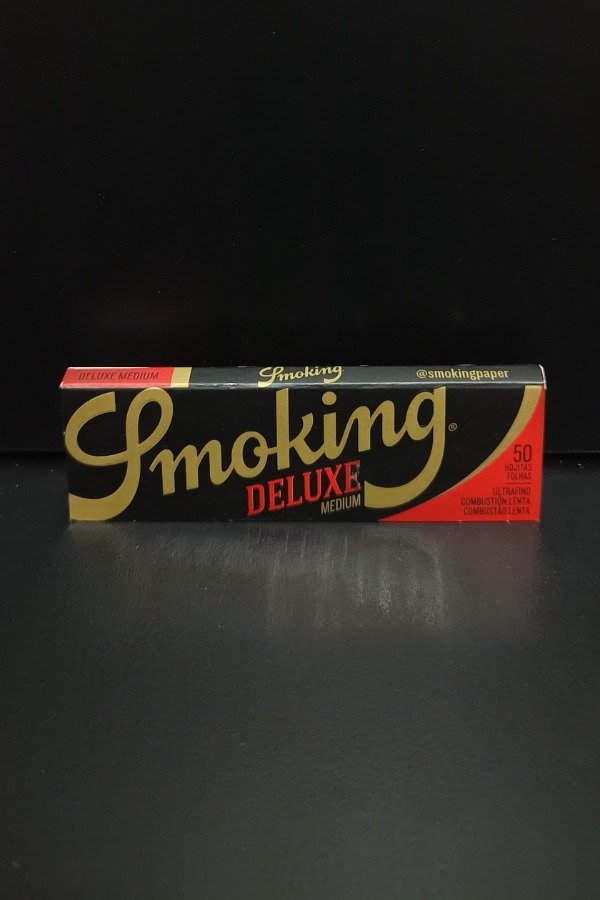 DELUXE MEDIUM
Smoking
@smokingpaper
Smoking®
DELUXE
MEDIUM
50
HOJITAS
FOLHAS
ULTRAFINO
COMBUSTIÓN LENTA
COMBUSTÃO LENTA